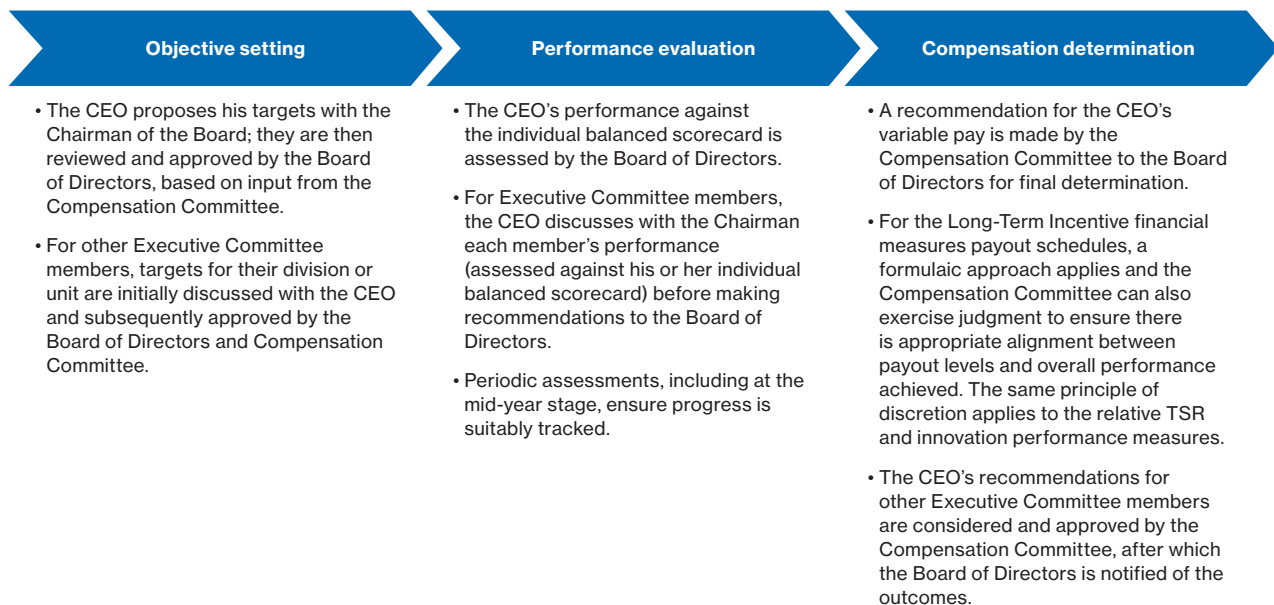 Objective setting
• The CEO proposes his targets with the
Chairman of the Board; they are then
reviewed and approved by the Board
of Directors, based on input from the
Compensation Committee.
• For other Executive Committee
members, targets for their division or
unit are initially discussed with the CEO
and subsequently approved by the
Board of Directors and Compensation
Committee.
Performance evaluation
• The CEO’s performance against
the individual balanced scorecard is
assessed by the Board of Directors.
• For Executive Committee members,
the CEO discusses with the Chairman
each member’s performance
(assessed against his or her individual
balanced scorecard) before making
recommendations to the Board of
Directors.
• Periodic assessments, including at the
mid-year stage, ensure progress is
suitably tracked.
Compensation determination
• A recommendation for the CEO’s
variable pay is made by the
Compensation Committee to the Board
of Directors for final determination.
• For the Long-Term Incentive financial
measures payout schedules, a
formulaic approach applies and the
Compensation Committee can also
exercise judgment to ensure there
is appropriate alignment between
payout levels and overall performance
achieved. The same principle of
discretion applies to the relative TSR
and innovation performance measures.
• The CEO’s recommendations for
other Executive Committee members
are considered and approved by the
Compensation Committee, after which
the Board of Directors is notified of the
outcomes.